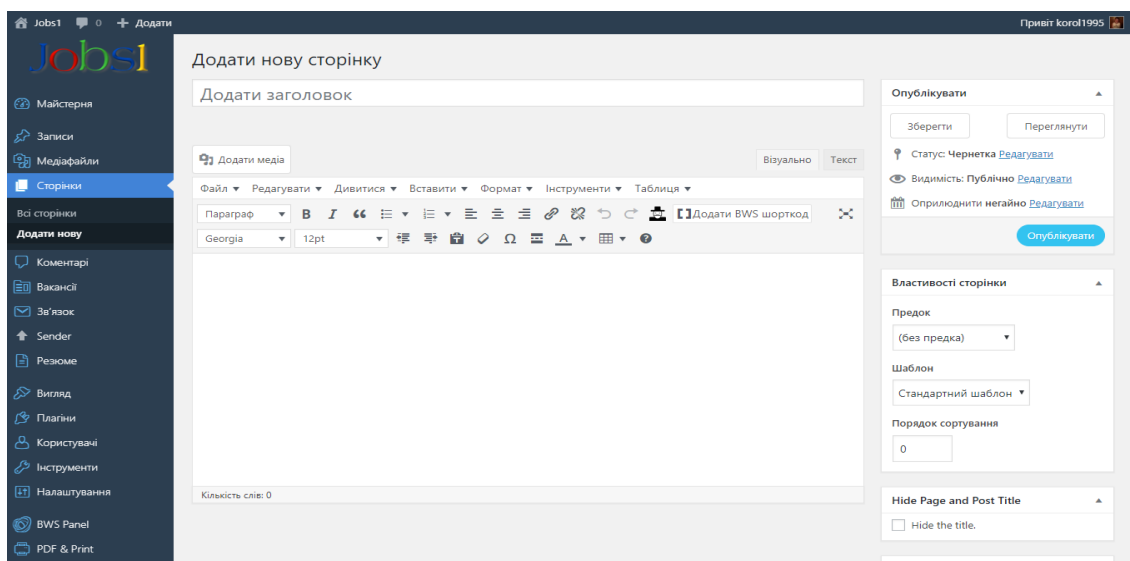 Jobs1 0 Додати
Привіт korol1995
Jobs1
Майстерня
Записи
Медіафайли
Сторінки
Всі сторінки
Додати нову
Коментарі
Вакансії
Зв'язок
Sender
Резюме
Вигляд
Плагіни
Користувачі
Інструменти
Налаштування
BWS Panel
PDF & Print
Додати нову сторінку
Додати заголовок
Додати медіа
Візуально Текст
Файл Редагувати Дивитися Вставити Формат Інструменти Таблиця
Параграф B I Додати BWS шорткод
Georgia 12pt Ω A
Кількість слів: 0
Опублікувати
Зберегти Переглянути
Статус: Чернетка Редагувати
Видимість: Публічно Редагувати
Оприлюднити негайно Редагувати
Опублікувати
Властивості сторінки
Предок
(без предка)
Шаблон
Стандартний шаблон
Порядок сортування
0
Hide Page and Post Title
Hide the title.